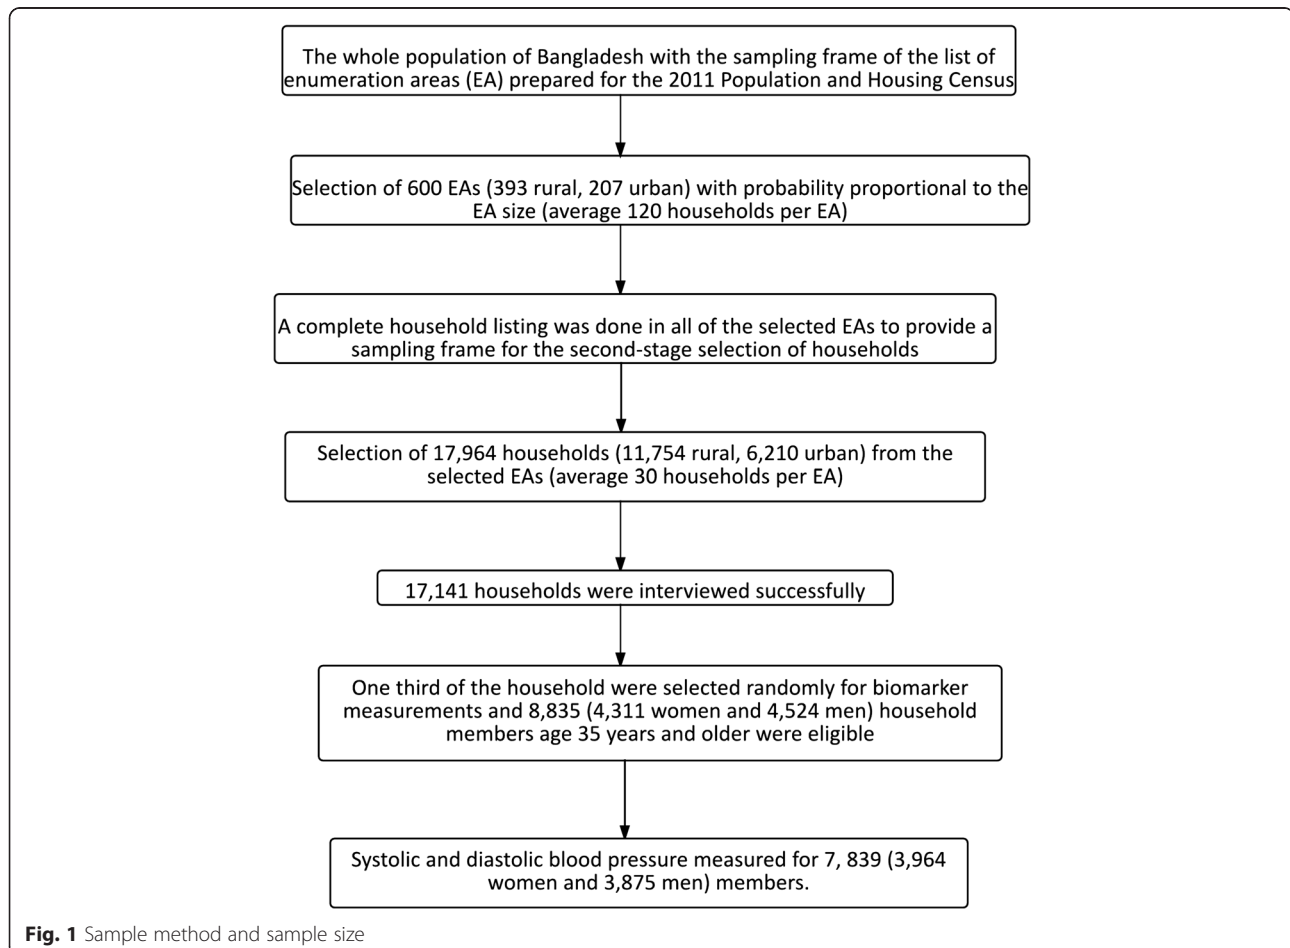 The whole population of Bangladesh with the sampling frame of the list of
enumeration areas (EA) prepared for the 2011 Population and Housing Census
Selection of 600 EAs (393 rural, 207 urban) with probability proportional to the
EA size (average 120 households per EA)
A complete household listing was done in all of the selected EAs to provide a
sampling frame for the second-stage selection of households
Selection of 17,964 households (11,754 rural, 6,210 urban) from the
selected EAs (average 30 households per EA)
17,141 households were interviewed successfully
One third of the household were selected randomly for biomarker
measurements and 8,835 (4,311 women and 4,524 men) household
members age 35 years and older were eligible
Systolic and diastolic blood pressure measured for 7, 839 (3,964
women and 3,875 men) members.
Fig. 1 Sample method and sample size